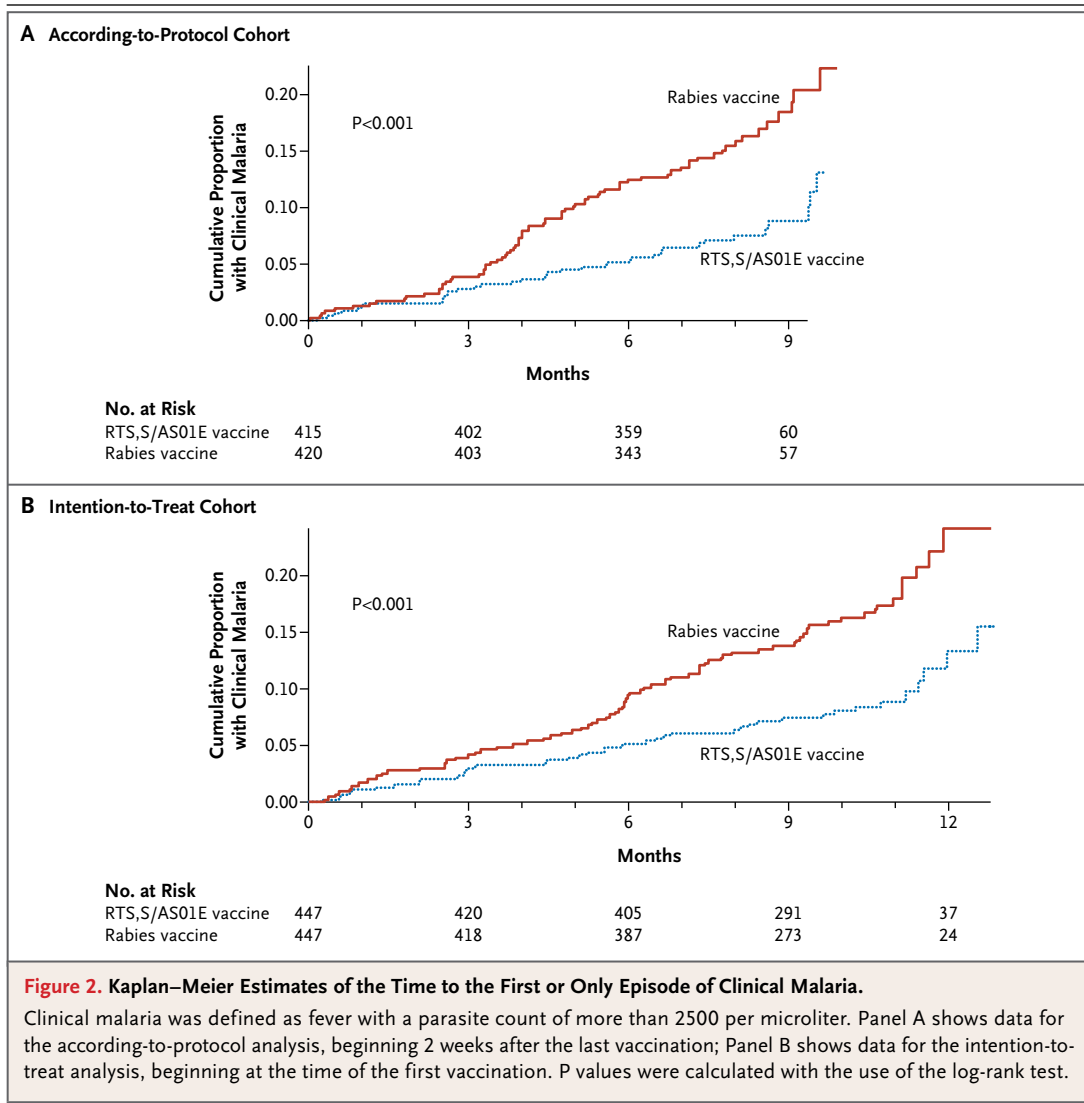 A According-to-Protocol Cohort
Cumulative Proportion
with Clinical Malaria
0.20
0.15
0.10
0.05
0.00
P<0.001
Rabies vaccine
RTS,S/AS01E vaccine
0 3 6 9
Months
No. at Risk
RTS,S/AS01E vaccine 415 402 359 60
Rabies vaccine 420 403 343 57
B Intention-to-Treat Cohort
Cumulative Proportion
with Clinical Malaria
0.20
0.15
0.10
0.05
0.00
P<0.001
Rabies vaccine
RTS,S/AS01E vaccine
0 3 6 9 12
Months
No. at Risk
RTS,S/AS01E vaccine 447 420 405 291 37
Rabies vaccine 447 418 387 273 24
Figure 2. Kaplan–Meier Estimates of the Time to the First or Only Episode of Clinical Malaria.
Clinical malaria was defined as fever with a parasite count of more than 2500 per microliter. Panel A shows data for
the according-to-protocol analysis, beginning 2 weeks after the last vaccination; Panel B shows data for the intention-to-
treat analysis, beginning at the time of the first vaccination. P values were calculated with the use of the log-rank test.